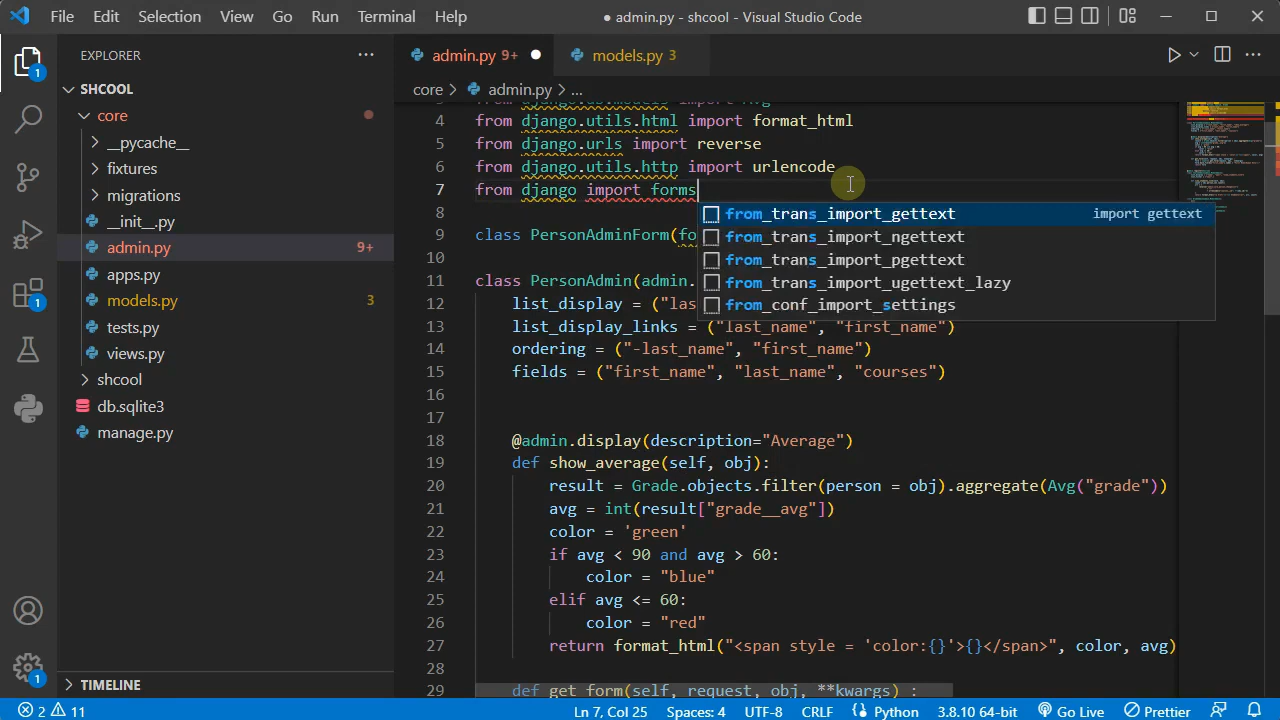 File Edit Selection View Go Run Terminal Help
● admin.py - shcool - Visual Studio Code
EXPLORER
SHCOOL
core
__pycache__
fixtures
migrations
__init__.py
admin.py 9+
apps.py
models.py 3
tests.py
views.py
shcool
db.sqlite3
manage.py
TIMELINE
1
1
1
admin.py 9+
models.py 3
core > admin.py > ...
from django.db.models import Avg
4 from django.utils.html import format_html
5 from django.urls import reverse
6 from django.utils.http import urlencode
7 from django import forms
8
9 class PersonAdminForm(fo
10
11 class PersonAdmin(admin.
12 list_display = ("las
13 list_display_links = ("last_name", "first_name")
14 ordering = ("-last_name", "first_name")
15 fields = ("first_name", "last_name", "courses")
16
17
18 @admin.display(description="Average")
19 def show_average(self, obj):
20 result = Grade.objects.filter(person = obj).aggregate(Avg("grade"))
21 avg = int(result["grade__avg"])
22 color = 'green'
23 if avg < 90 and avg > 60:
24 color = "blue"
25 elif avg <= 60:
26 color = "red"
27 return format_html("<span style = 'color:{}'>{}</span>", color, avg)
28
29 def get_form(self, request, obj, **kwargs) :
from_trans_import_gettext import gettext
from_trans_import_ngettext
from_trans_import_pgettext
from_trans_import_ugettext_lazy
from_conf_import_settings
2 11
Ln 7, Col 25 Spaces: 4 UTF-8 CRLF Python 3.8.10 64-bit Go Live Prettier